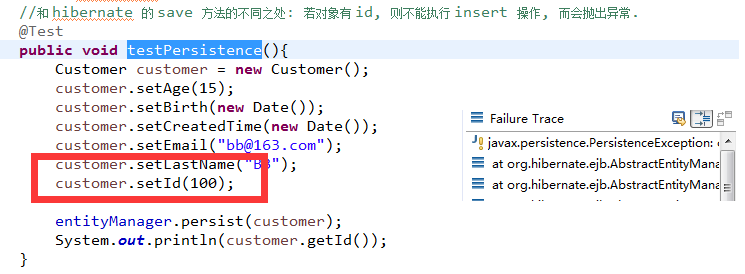 //和 hibernate 的 save 方法的不同之处: 若对象有 id, 则不能执行 insert 操作, 而会抛出异常.
@Test
public void testPersistence(){
Customer customer = new Customer();
customer.setAge(15);
customer.setBirth(new Date());
customer.setCreatedTime(new Date());
customer.setEmail("bb@163.com");
customer.setLastName("BB");
customer.setId(100);
entityManager.persist(customer);
System.out.println(customer.getId());
}
Failure Trace
javax.persistence.PersistenceException:
at org.hibernate.ejb.AbstractEntityMana
at org.hibernate.ejb.AbstractEntityMana